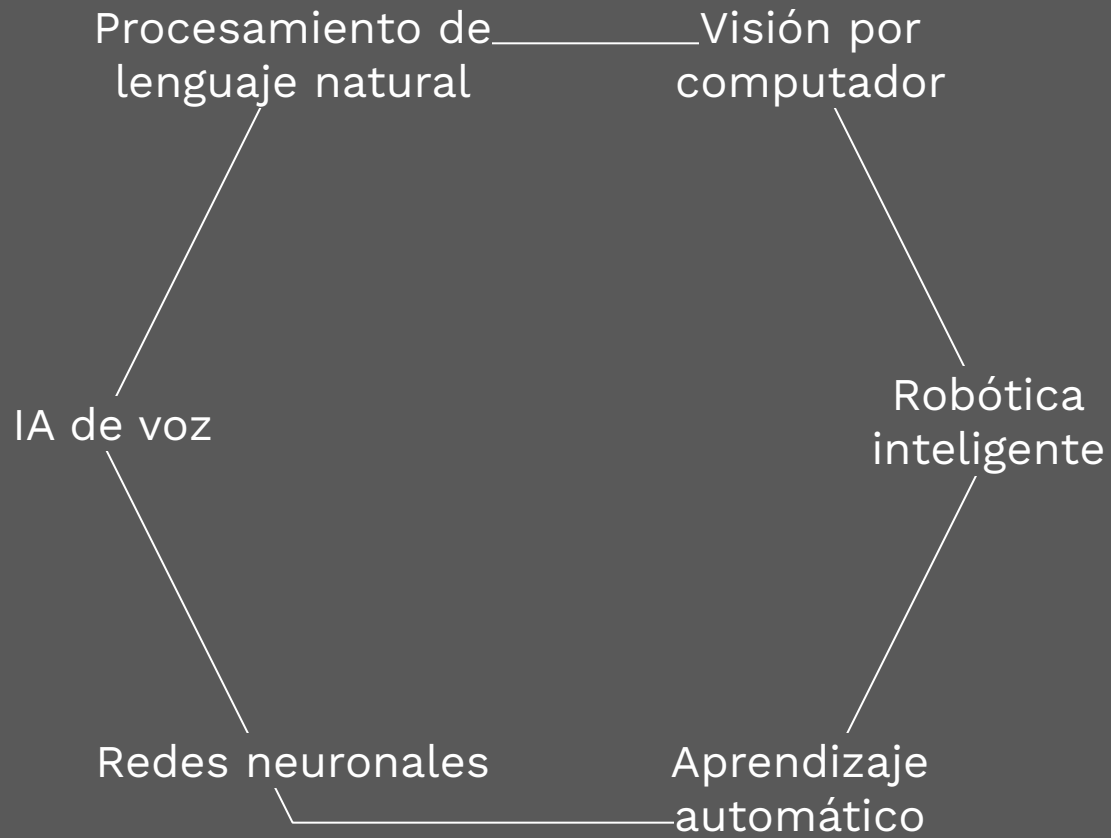 Procesamiento de
lenguaje natural
Visión por
computador
Robótica
inteligente
IA de voz
Redes neuronales
Aprendizaje
automático